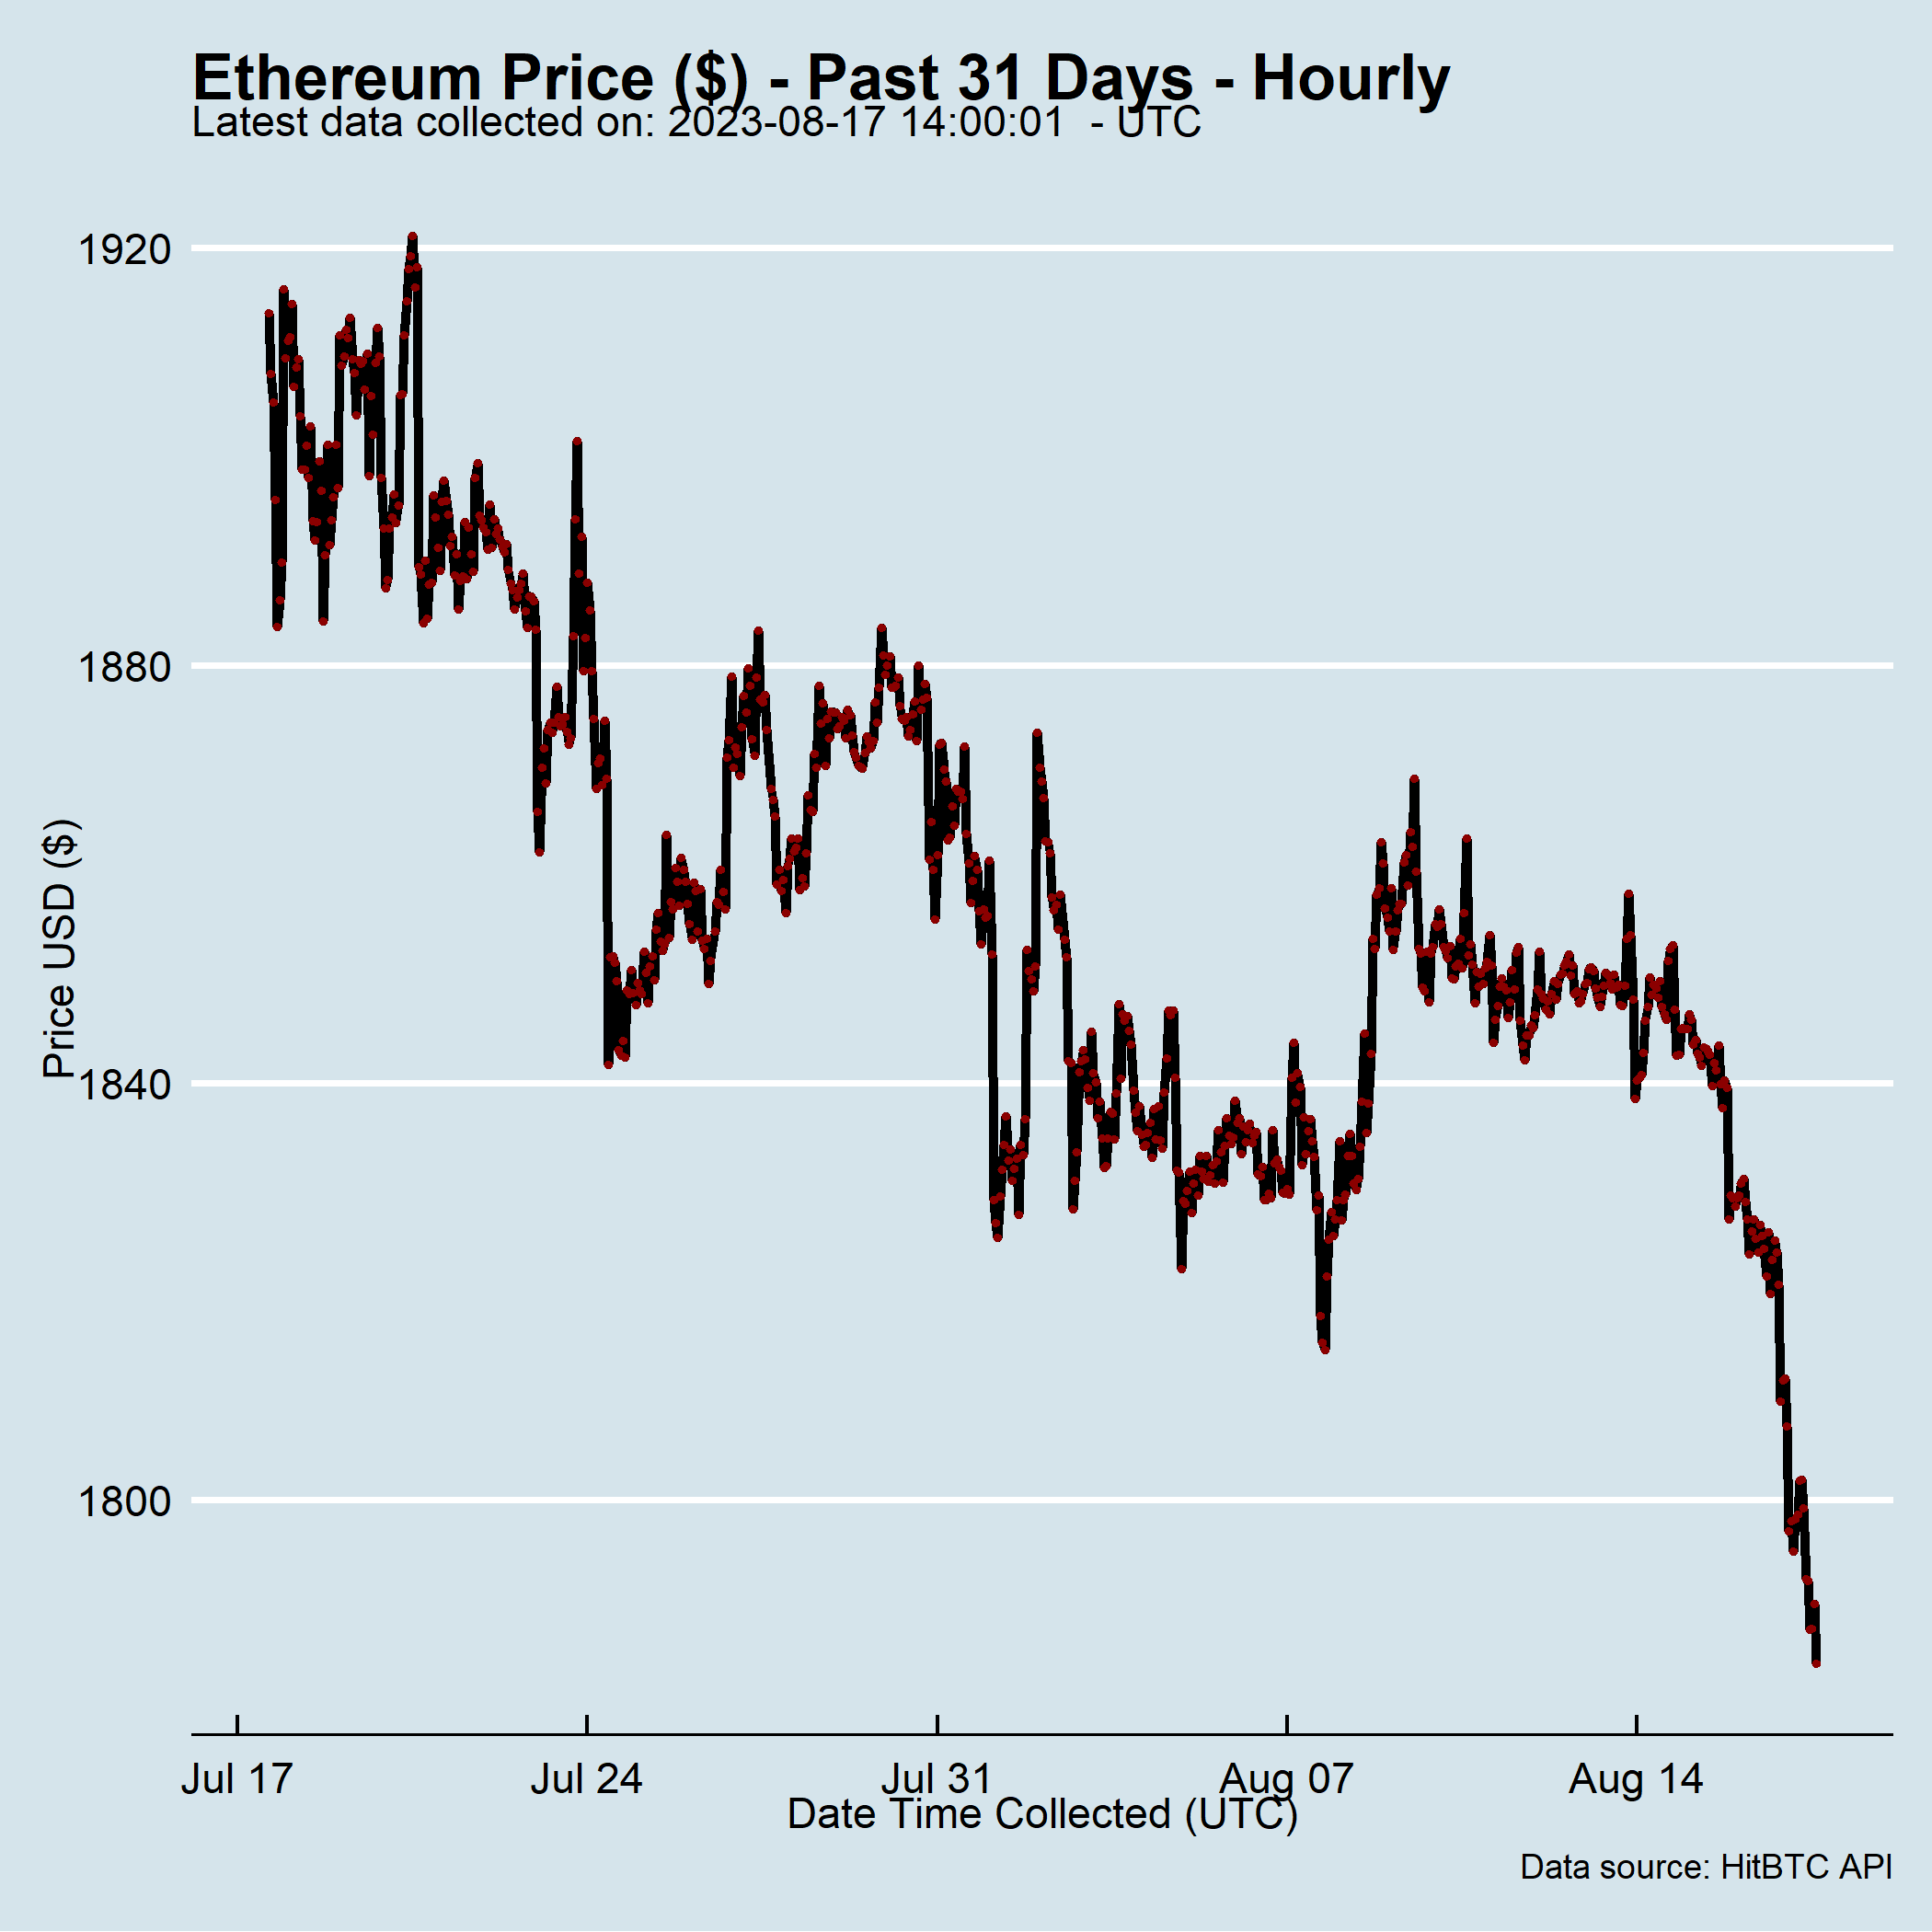 Ethereum Price ($) - Past 31 Days - Hourly
Latest data collected on: 2023-08-17 14:00:01  - UTC
1920
1880
1840
1800
Price USD ($)
Jul 17 Jul 24 Jul 31 Aug 07 Aug 14
Date Time Collected (UTC)
Data source: HitBTC API